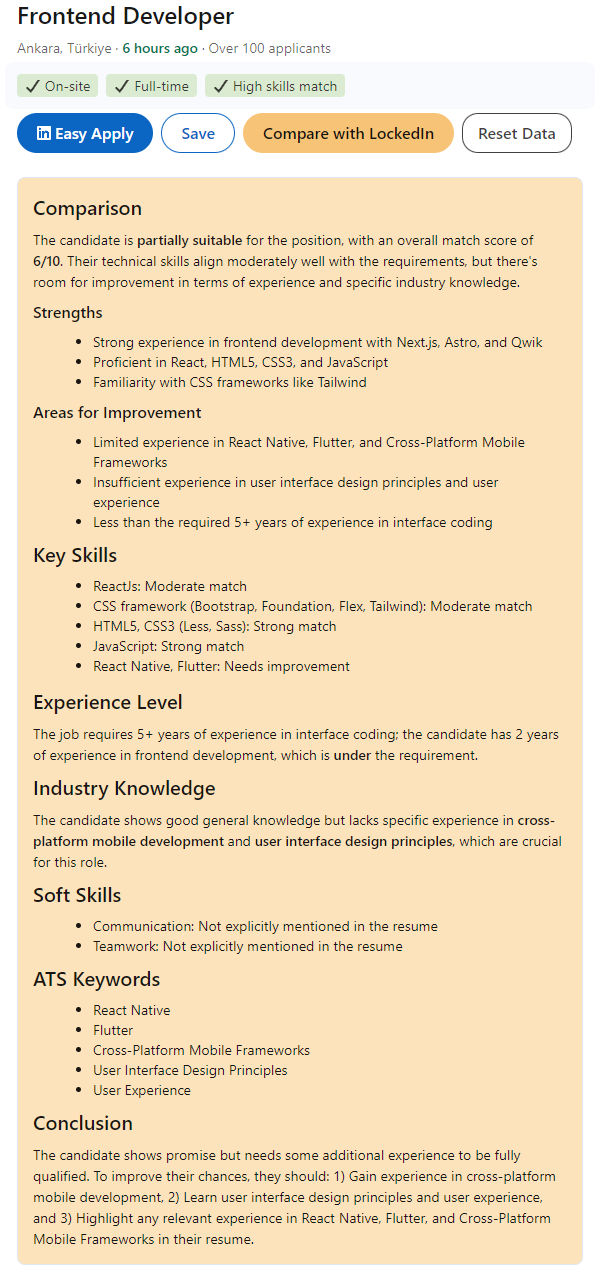 Frontend Developer
Ankara, Türkiye · 6 hours ago · Over 100 applicants
On-site
Full-time
High skills match
Easy Apply
Save
Compare with LockedIn
Reset Data
Comparison
The candidate is partially suitable for the position, with an overall match score of
6/10. Their technical skills align moderately well with the requirements, but there's
room for improvement in terms of experience and specific industry knowledge.
Strengths
• Strong experience in frontend development with Next.js, Astro, and Qwik
• Proficient in React, HTML5, CSS3, and JavaScript
• Familiarity with CSS frameworks like Tailwind
Areas for Improvement
• Limited experience in React Native, Flutter, and Cross-Platform Mobile
Frameworks
• Insufficient experience in user interface design principles and user
experience
• Less than the required 5+ years of experience in interface coding
Key Skills
• ReactJs: Moderate match
• CSS framework (Bootstrap, Foundation, Flex, Tailwind): Moderate match
• HTML5, CSS3 (Less, Sass): Strong match
• JavaScript: Strong match
• React Native, Flutter: Needs improvement
Experience Level
The job requires 5+ years of experience in interface coding; the candidate has 2 years
of experience in frontend development, which is under the requirement.
Industry Knowledge
The candidate shows good general knowledge but lacks specific experience in cross-
platform mobile development and user interface design principles, which are crucial
for this role.
Soft Skills
• Communication: Not explicitly mentioned in the resume
• Teamwork: Not explicitly mentioned in the resume
ATS Keywords
• React Native
• Flutter
• Cross-Platform Mobile Frameworks
• User Interface Design Principles
• User Experience
Conclusion
The candidate shows promise but needs some additional experience to be fully
qualified. To improve their chances, they should: 1) Gain experience in cross-platform
mobile development, 2) Learn user interface design principles and user experience,
and 3) Highlight any relevant experience in React Native, Flutter, and Cross-Platform
Mobile Frameworks in their resume.